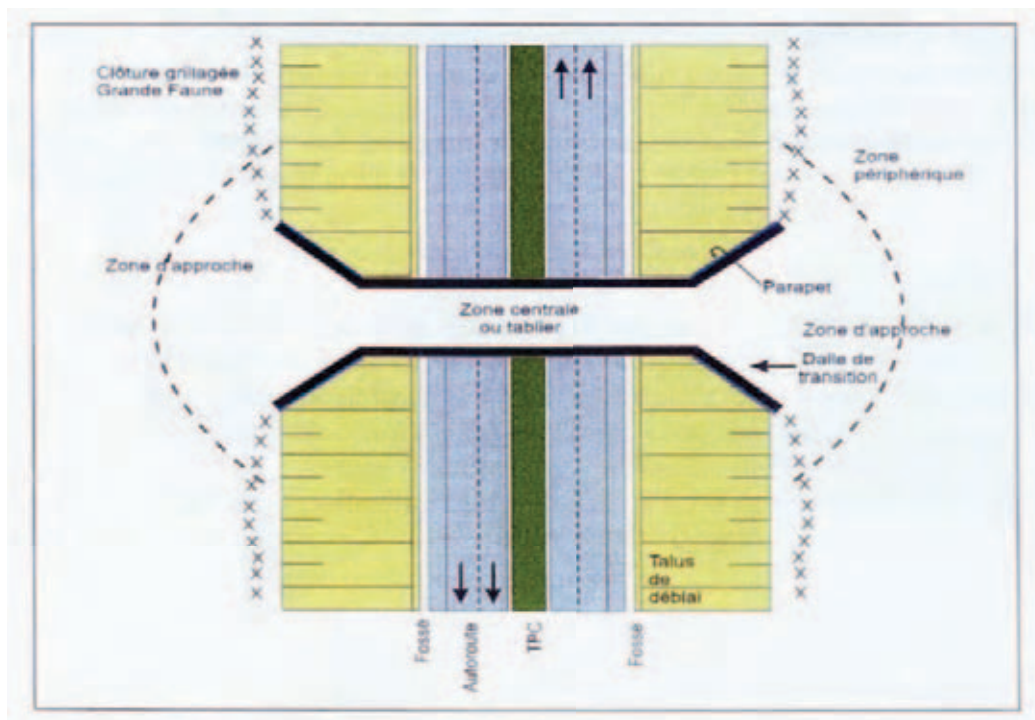 Clôture grillagée
Grande Faune
Zone
périphérique
Zone d'approche
Parapet
Zone centrale
ou tablier
Zone d'approche
Dalle de
transition
Talus
de
déblai
Fossé
Autoroute
TPC
Fossé